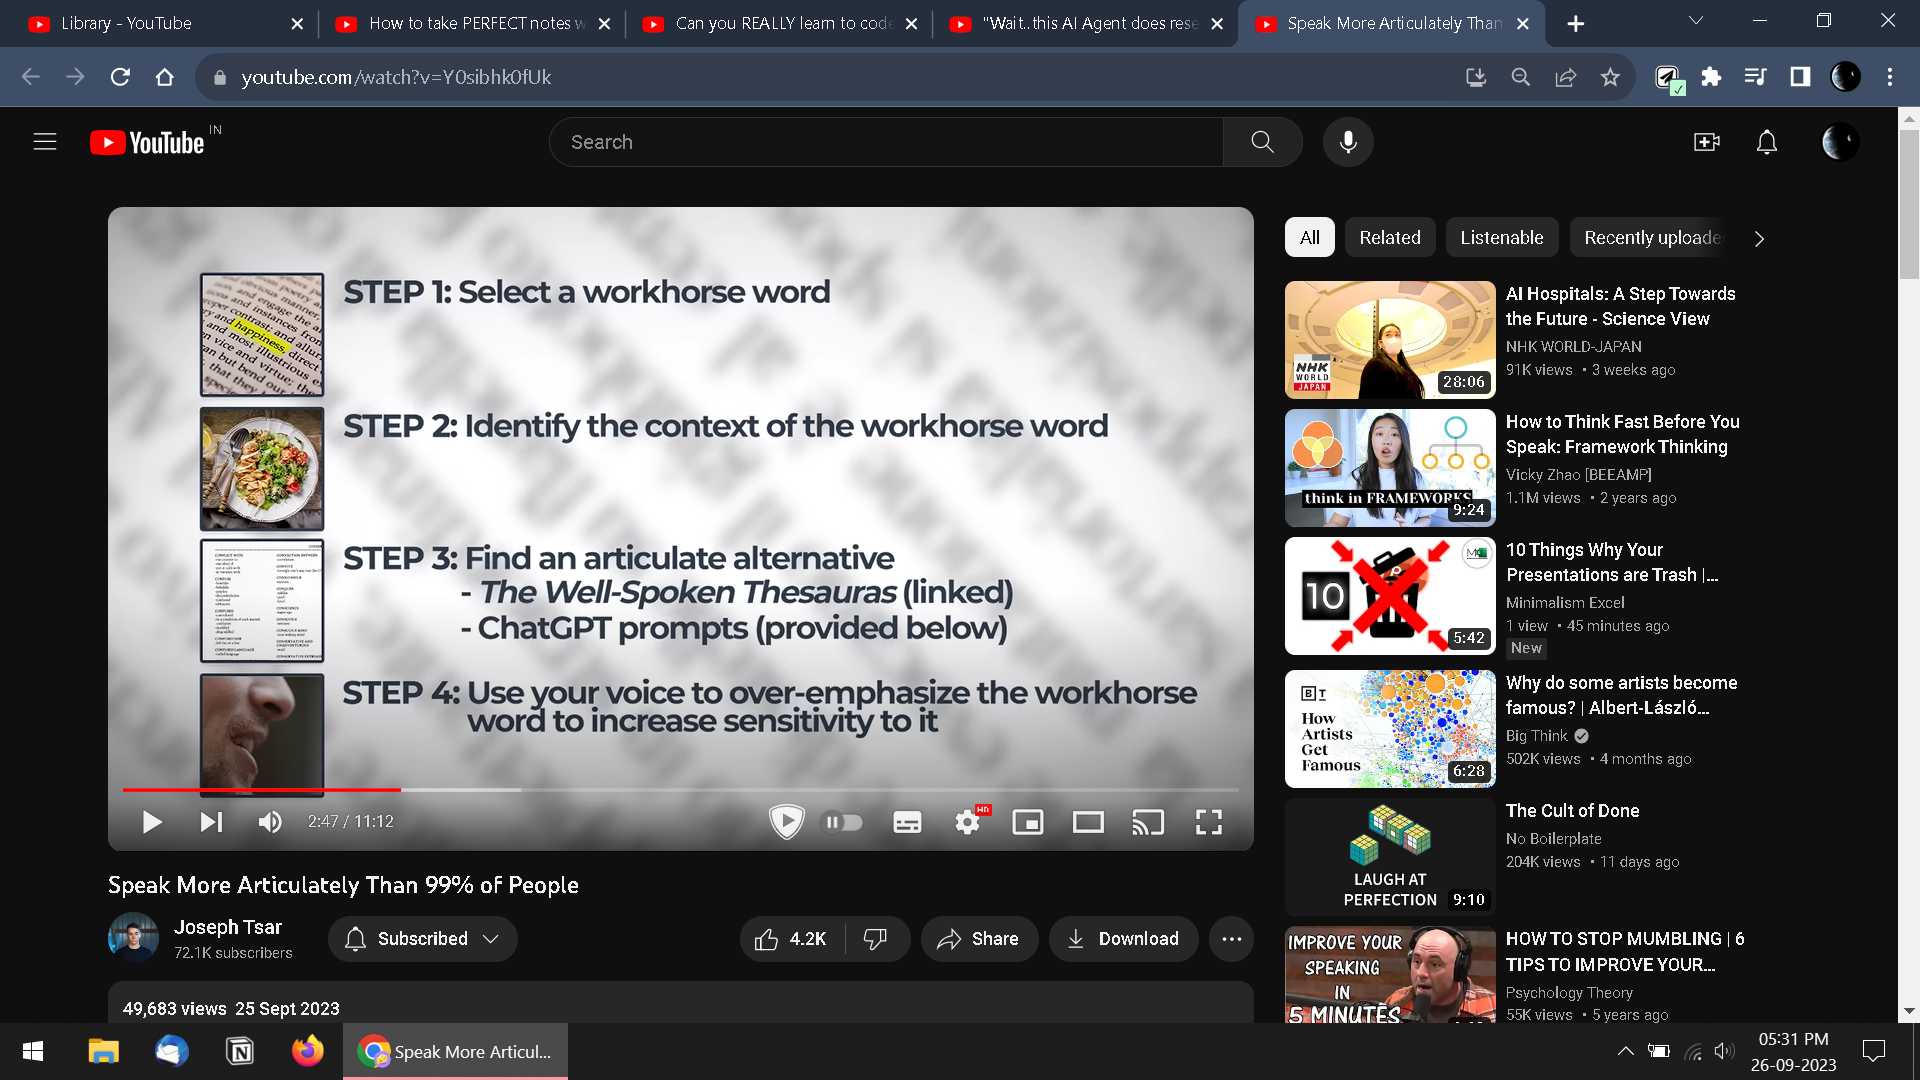 Library - YouTube
How to take PERFECT notes w
Can you REALLY learn to code
"Wait..this AI Agent does rese
Speak More Articulately Than
youtube.com/watch?v=Y0sibhk0fUk
YouTube IN
Search
All
Related
Listenable
Recently uploade
STEP 1: Select a workhorse word
happiness,
STEP 2: Identify the context of the workhorse word
STEP 3: Find an articulate alternative
- The Well-Spoken Thesauras (linked)
- ChatGPT prompts (provided below)
STEP 4: Use your voice to over-emphasize the workhorse
word to increase sensitivity to it
2:47 / 11:12
HD
Speak More Articulately Than 99% of People
Joseph Tsar
72.1K subscribers
Subscribed
4.2K
Share
Download
49,683 views 25 Sept 2023
NHK
WORLD
JAPAN
28:06
AI Hospitals: A Step Towards
the Future - Science View
NHK WORLD-JAPAN
91K views • 3 weeks ago
think in FRAMEWORKS
9:24
How to Think Fast Before You
Speak: Framework Thinking
Vicky Zhao [BEEAMP]
1.1M views • 2 years ago
10
5:42
10 Things Why Your
Presentations are Trash |...
Minimalism Excel
1 view • 45 minutes ago
New
B T
How
Artists
Get
Famous
6:28
Why do some artists become
famous? | Albert-László...
Big Think
502K views • 4 months ago
LAUGH AT
PERFECTION
9:10
The Cult of Done
No Boilerplate
204K views • 11 days ago
IMPROVE YOUR
SPEAKING
IN
5 MINUTES
HOW TO STOP MUMBLING | 6
TIPS TO IMPROVE YOUR...
Psychology Theory
55K views • 5 years ago
Speak More Articul...
05:31 PM
26-09-2023